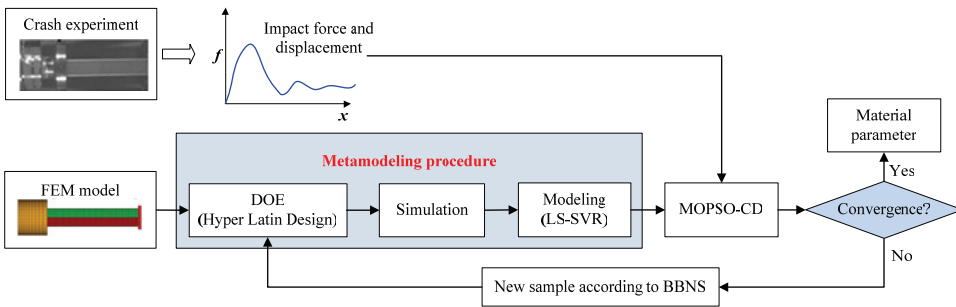 Crash experiment
Impact force and
displacement
f
x
Material
parameter
Metamodeling procedure
Yes
FEM model
DOE
(Hyper Latin Design)
Simulation
Modeling
(LS-SVR)
MOPSO-CD
Convergence?
No
New sample according to BBNS